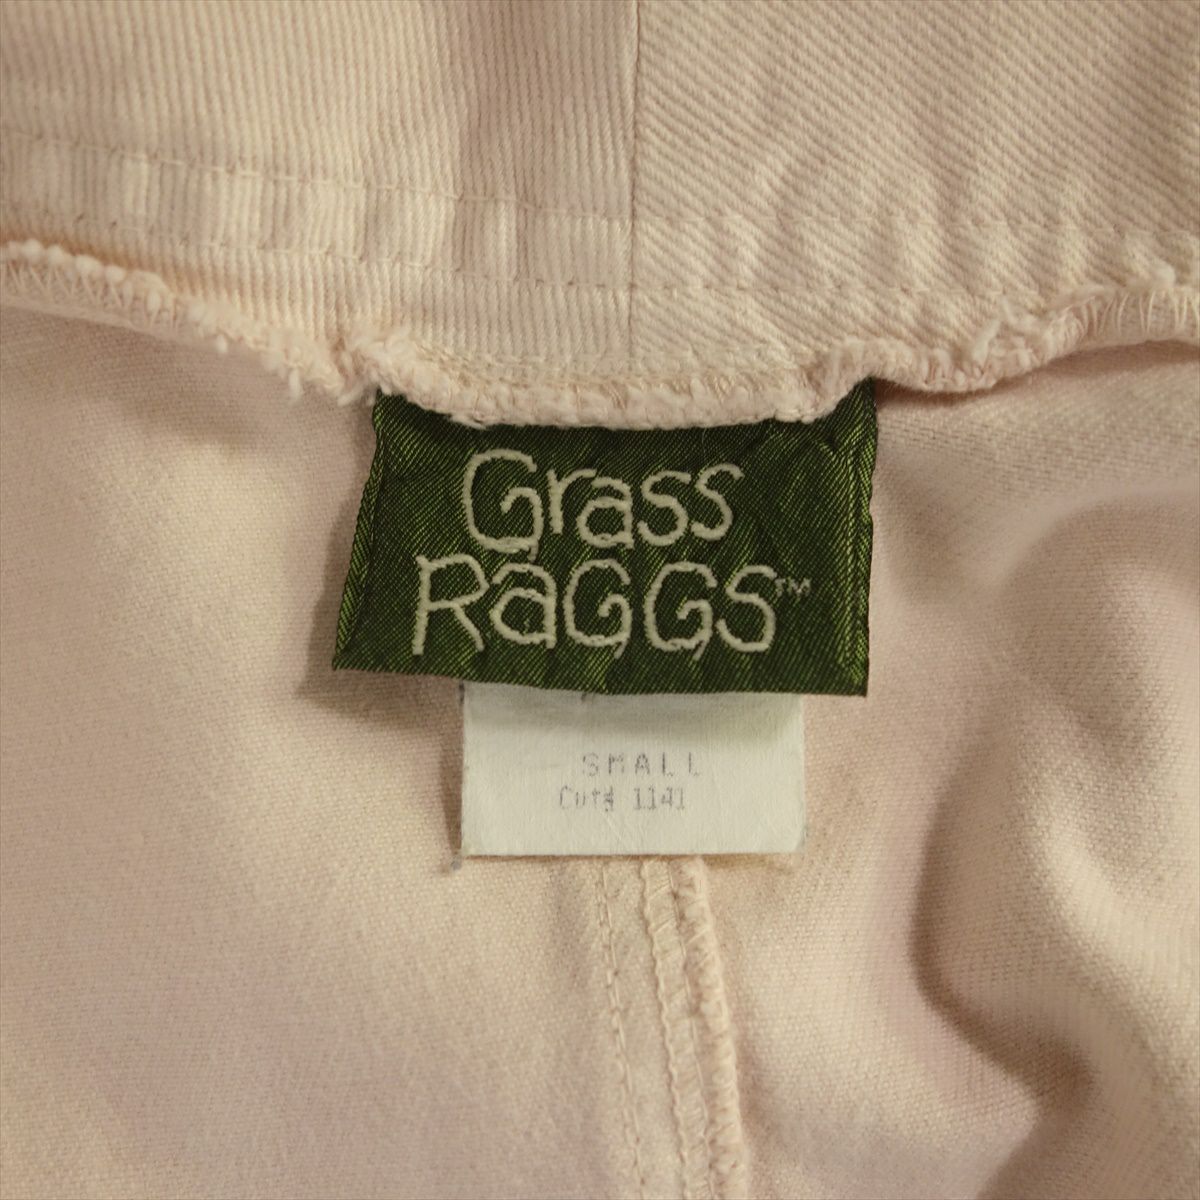 Grass
RaGGS™
SMALL
Cut# 1141